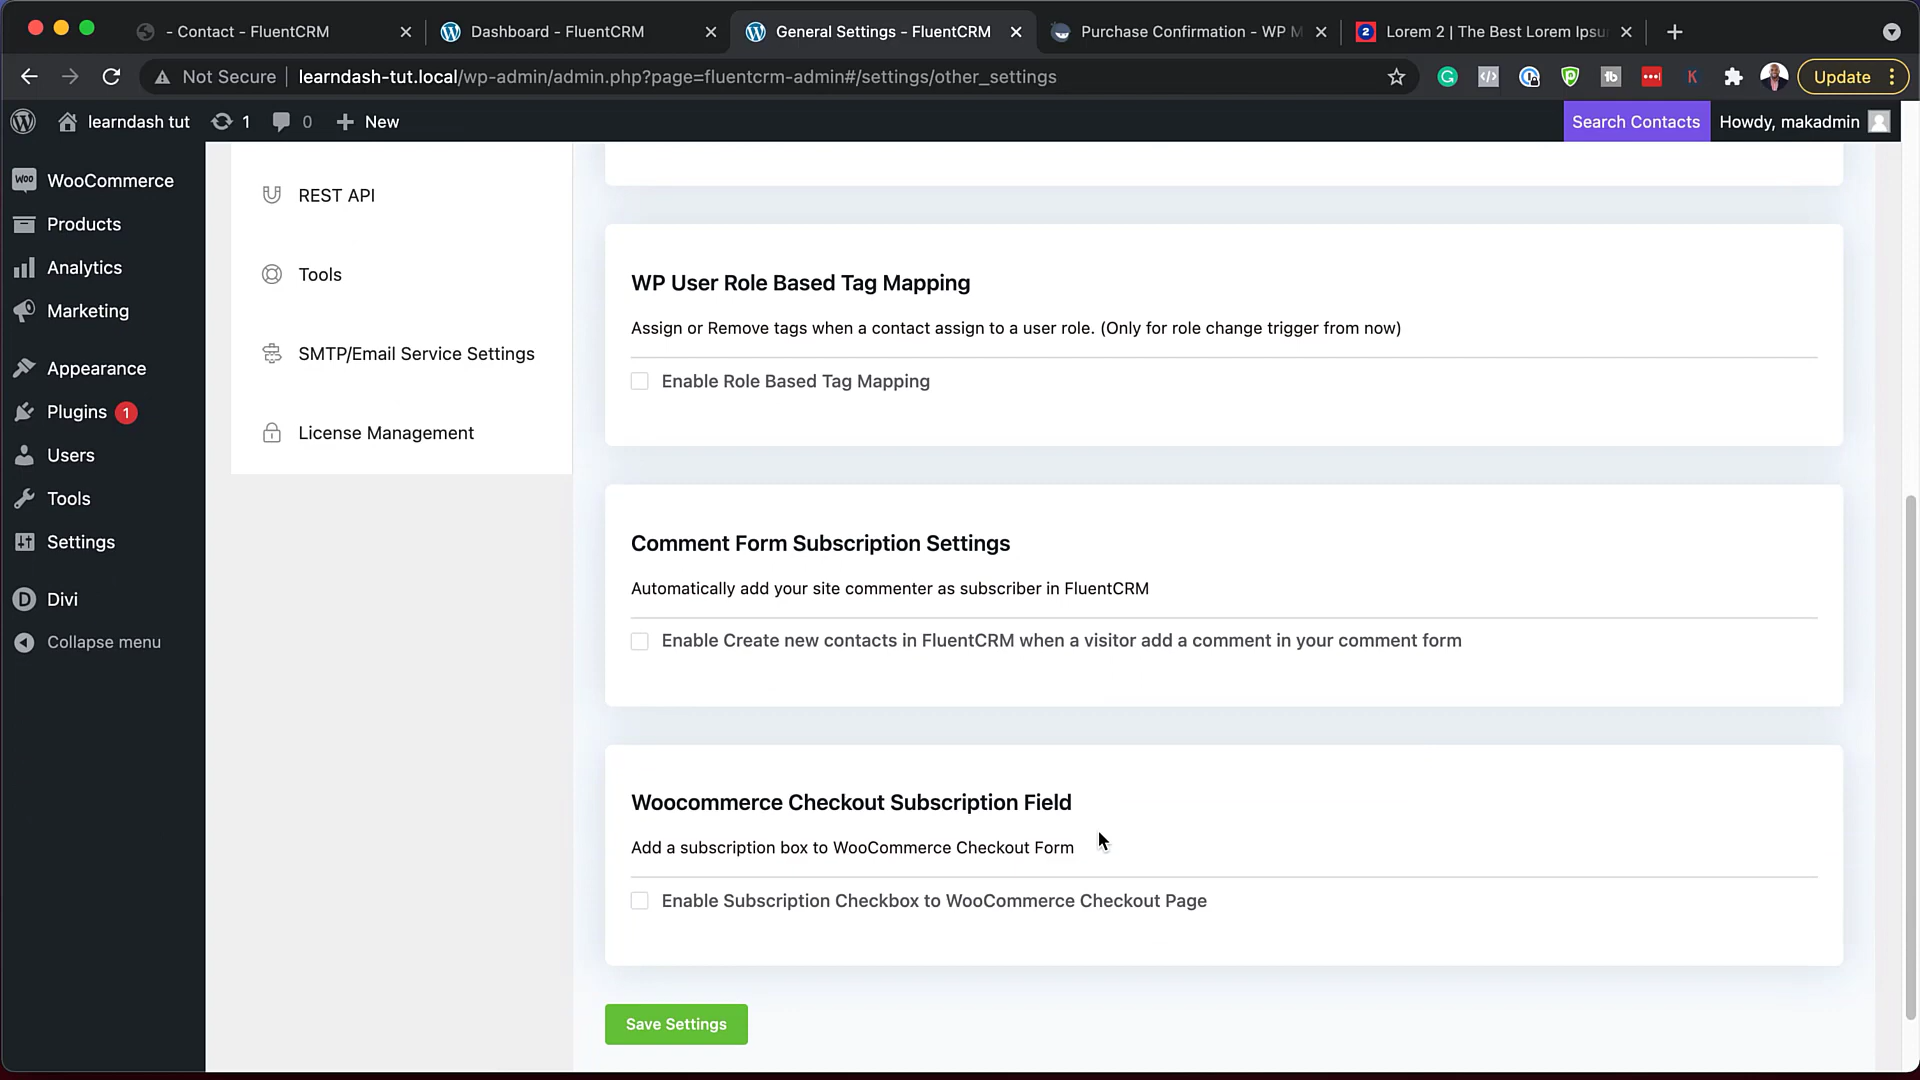 - Contact - FluentCRM
Dashboard - FluentCRM
General Settings - FluentCRM
Purchase Confirmation - WP M
Lorem 2 | The Best Lorem Ipsu
Not Secure
learndash-tut.local/wp-admin/admin.php?page=fluentcrm-admin#/settings/other_settings
Update
learndash tut
1
0
New
Search Contacts
Howdy, makadmin
WooCommerce
Products
Analytics
Marketing
Appearance
Plugins 1
Users
Tools
Settings
Divi
Collapse menu
REST API
Tools
SMTP/Email Service Settings
License Management
WP User Role Based Tag Mapping
Assign or Remove tags when a contact assign to a user role. (Only for role change trigger from now)
Enable Role Based Tag Mapping
Comment Form Subscription Settings
Automatically add your site commenter as subscriber in FluentCRM
Enable Create new contacts in FluentCRM when a visitor add a comment in your comment form
Woocommerce Checkout Subscription Field
Add a subscription box to WooCommerce Checkout Form
Enable Subscription Checkbox to WooCommerce Checkout Page
Save Settings